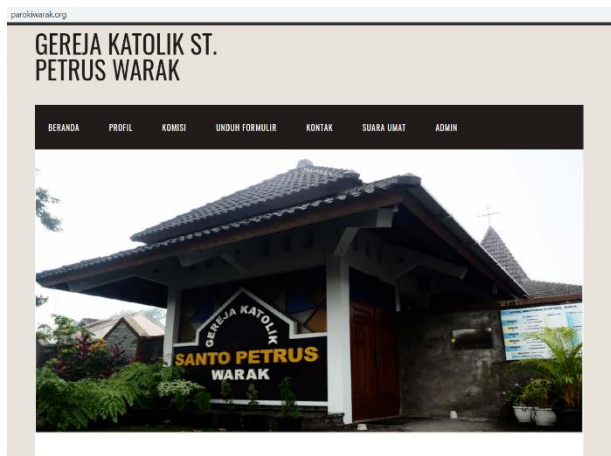 parokiwarak.org
GEREJA KATOLIK ST.
PETRUS WARAK
BERANDA PROFIL KOMISI UNDUH FORMULIR KONTAK SUARA UMAT ADMIN
GEREJA KATOLIK
SANTO PETRUS
WARAK